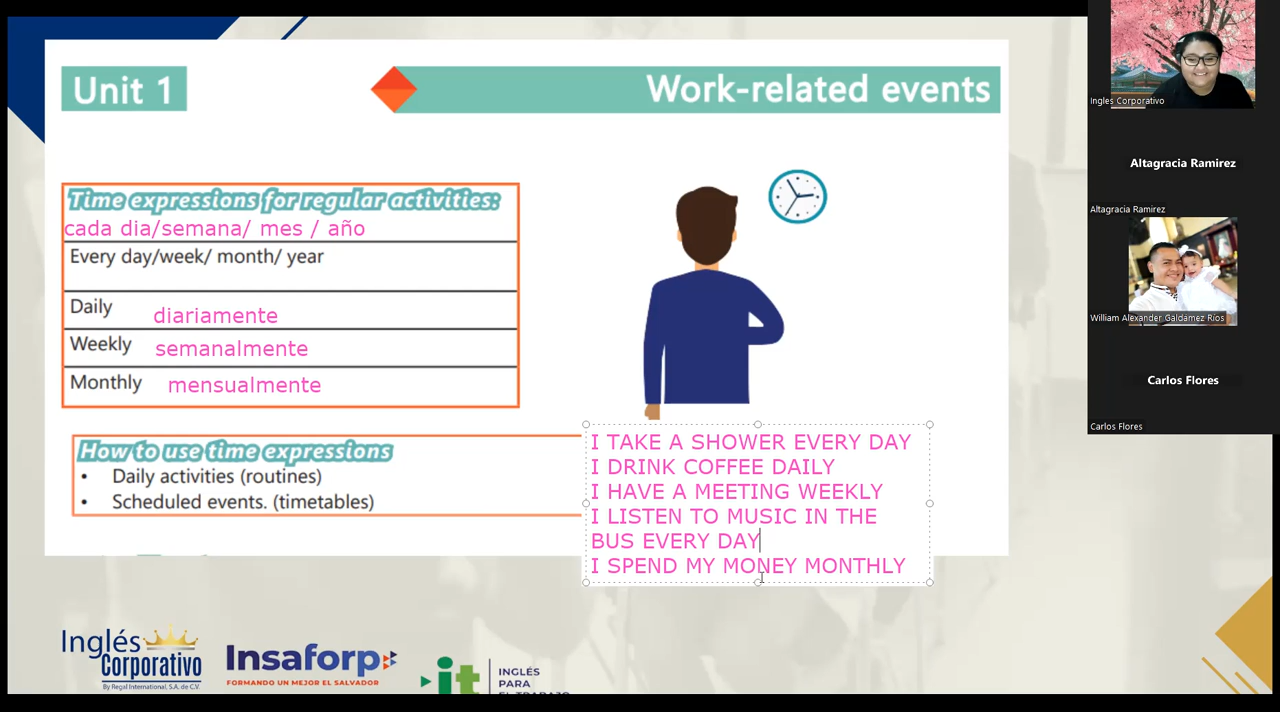 Unit 1
Work-related events
Time expressions for regular activities:
cada dia/semana/ mes / año
Every day/week/ month/ year
Daily diariamente
Weekly semanalmente
Monthly mensualmente
How to use time expressions
• Daily activities (routines)
• Scheduled events. (timetables)
I TAKE A SHOWER EVERY DAY
I DRINK COFFEE DAILY
I HAVE A MEETING WEEKLY
I LISTEN TO MUSIC IN THE
BUS EVERY DAY
I SPEND MY MONEY MONTHLY
Inglés
Corporativo
By Regal International, S.A. de C.V.
Insaforp
FORMANDO UN MEJOR EL SALVADOR
it
INGLÉS
PARA
EL TRABAJO
Ingles Corporativo
Altagracia Ramirez
Altagracia Ramirez
William Alexander Galdamez Rios
Carlos Flores
Carlos Flores